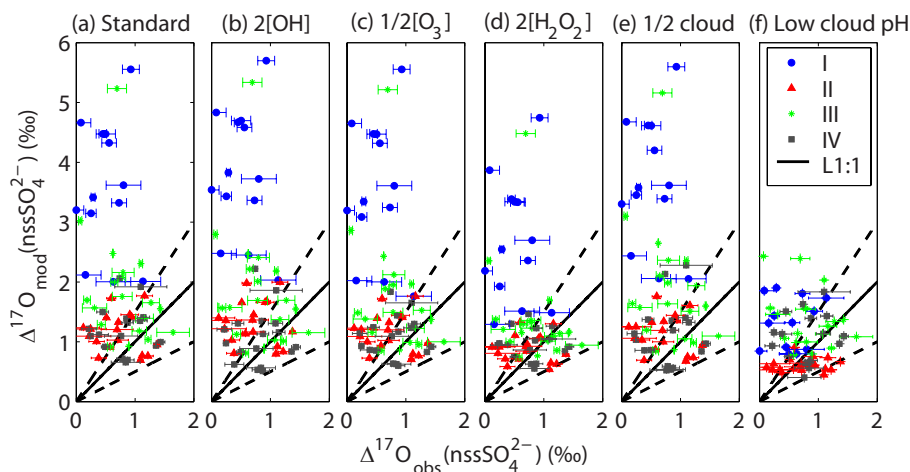 (a) Standard (b) 2[OH] (c) 1/2[O₃] (d) 2[H₂O₂] (e) 1/2 cloud (f) Low cloud pH
Δ¹⁷O_mod(nssSO₄²⁻) (‰)
6
5
4
3
2
1
0
I
II
III
IV
L1:1
0 1 2 0 1 2 0 1 2 0 1 2 0 1 2 0 1 2
Δ¹⁷O_obs(nssSO₄²⁻) (‰)